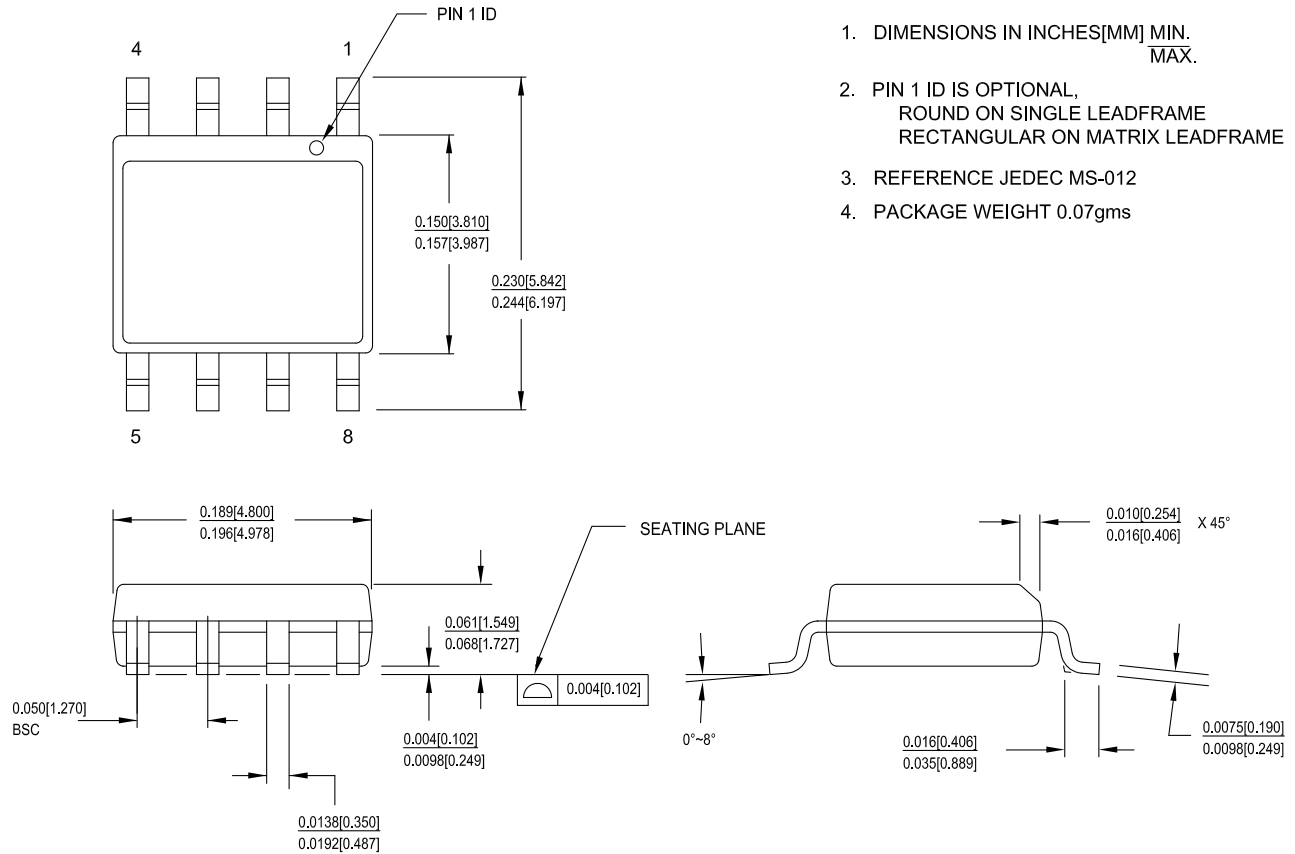 PIN 1 ID
4
1
1. DIMENSIONS IN INCHES[MM] MIN.
MAX.
2. PIN 1 ID IS OPTIONAL,
ROUND ON SINGLE LEADFRAME
RECTANGULAR ON MATRIX LEADFRAME
3. REFERENCE JEDEC MS-012
4. PACKAGE WEIGHT 0.07gms
0.150[3.810]
0.157[3.987]
0.230[5.842]
0.244[6.197]
5
8
0.189[4.800]
0.196[4.978]
SEATING PLANE
0.010[0.254]
0.016[0.406]
X 45°
0.061[1.549]
0.068[1.727]
0.004[0.102]
0.050[1.270]
BSC
0.004[0.102]
0.0098[0.249]
0°~8°
0.016[0.406]
0.035[0.889]
0.0075[0.190]
0.0098[0.249]
0.0138[0.350]
0.0192[0.487]